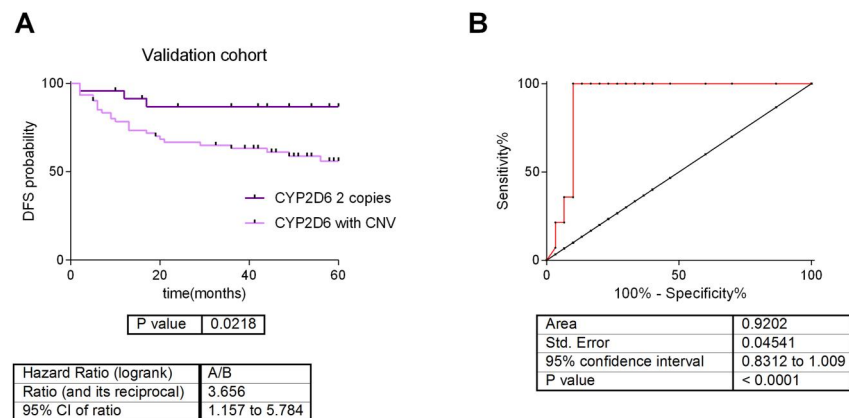 A
Validation cohort
100
50
0
DFS probability
CYP2D6 2 copies
CYP2D6 with CNV
0 20 40 60
time(months)
P value 0.0218
Hazard Ratio (logrank) A/B
Ratio (and its reciprocal) 3.656
95% CI of ratio 1.157 to 5.784
B
100
50
0
Sensitivity%
0 50 100
100% - Specificity%
Area 0.9202
Std. Error 0.04541
95% confidence interval 0.8312 to 1.009
P value < 0.0001